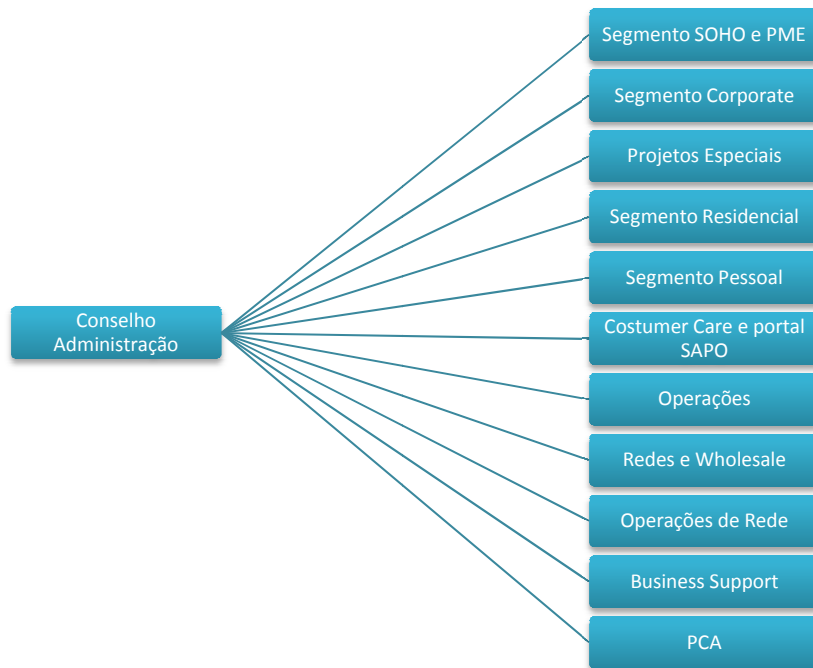 Segmento SOHO e PME
Segmento Corporate
Projetos Especiais
Segmento Residencial
Segmento Pessoal
Conselho
Administração
Costumer Care e portal
SAPO
Operações
Redes e Wholesale
Operações de Rede
Business Support
PCA